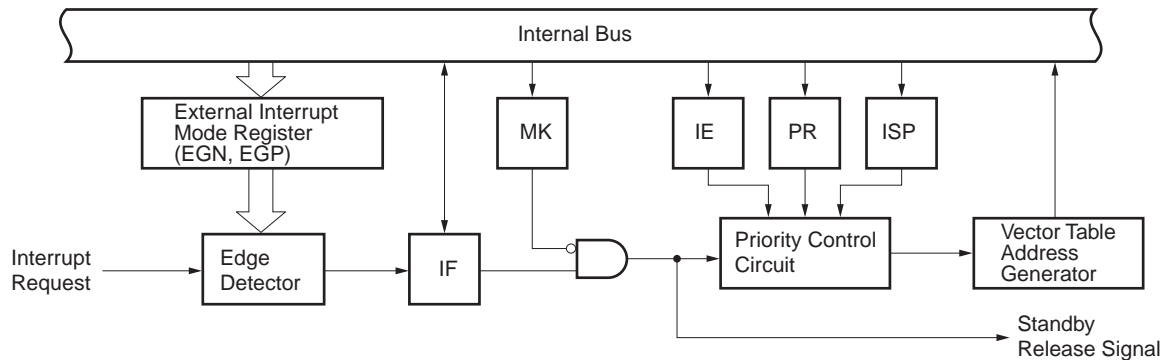 Internal Bus
External Interrupt
Mode Register
(EGN, EGP)
MK
IE
PR
ISP
Interrupt
Request
Edge
Detector
IF
Priority Control
Circuit
Vector Table
Address
Generator
Standby
Release Signal